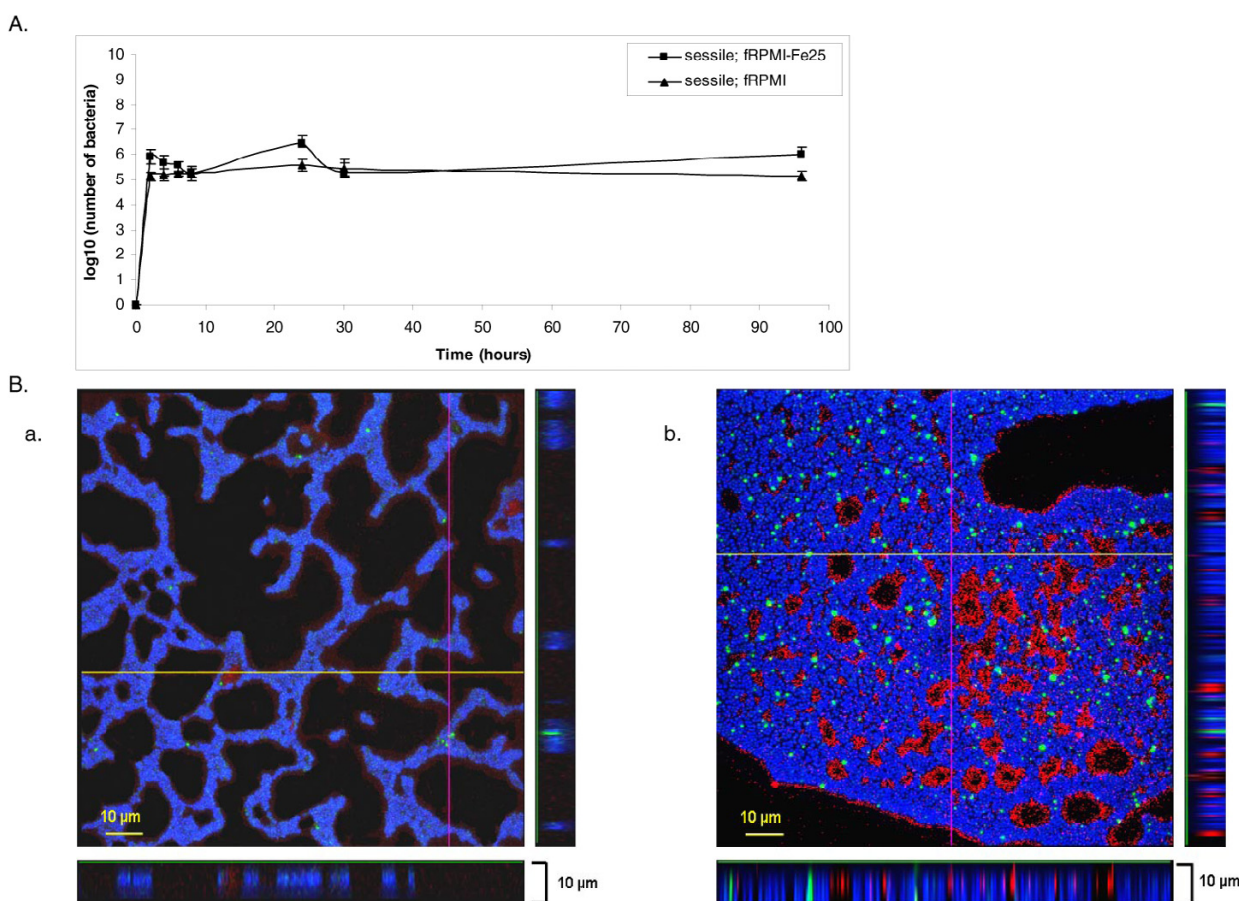 A.
sessile; fRPMI-Fe25
sessile; fRPMI
log10 (number of bacteria)
10
9
8
7
6
5
4
3
2
1
0
0 10 20 30 40 50 60 70 80 90 100
Time (hours)
B.
a.
10 µm
10 µm
b.
10 µm
10 µm